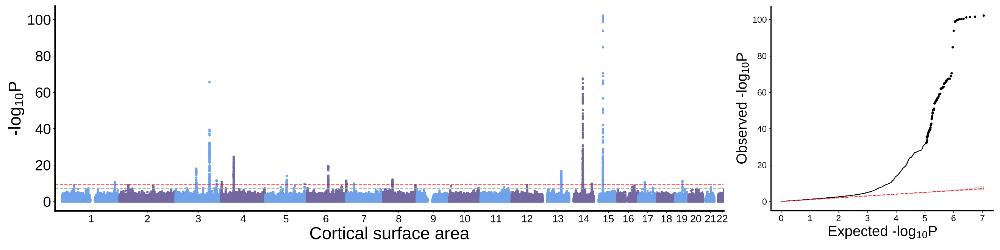 100
80
60
40
20
0
-log10P
1 2 3 4 5 6 7 8 9 10 11 12 13 14 15 16 17 18 19 20 21 22
Cortical surface area
100
80
60
40
20
0
Observed -log10P
0 1 2 3 4 5 6 7
Expected -log10P